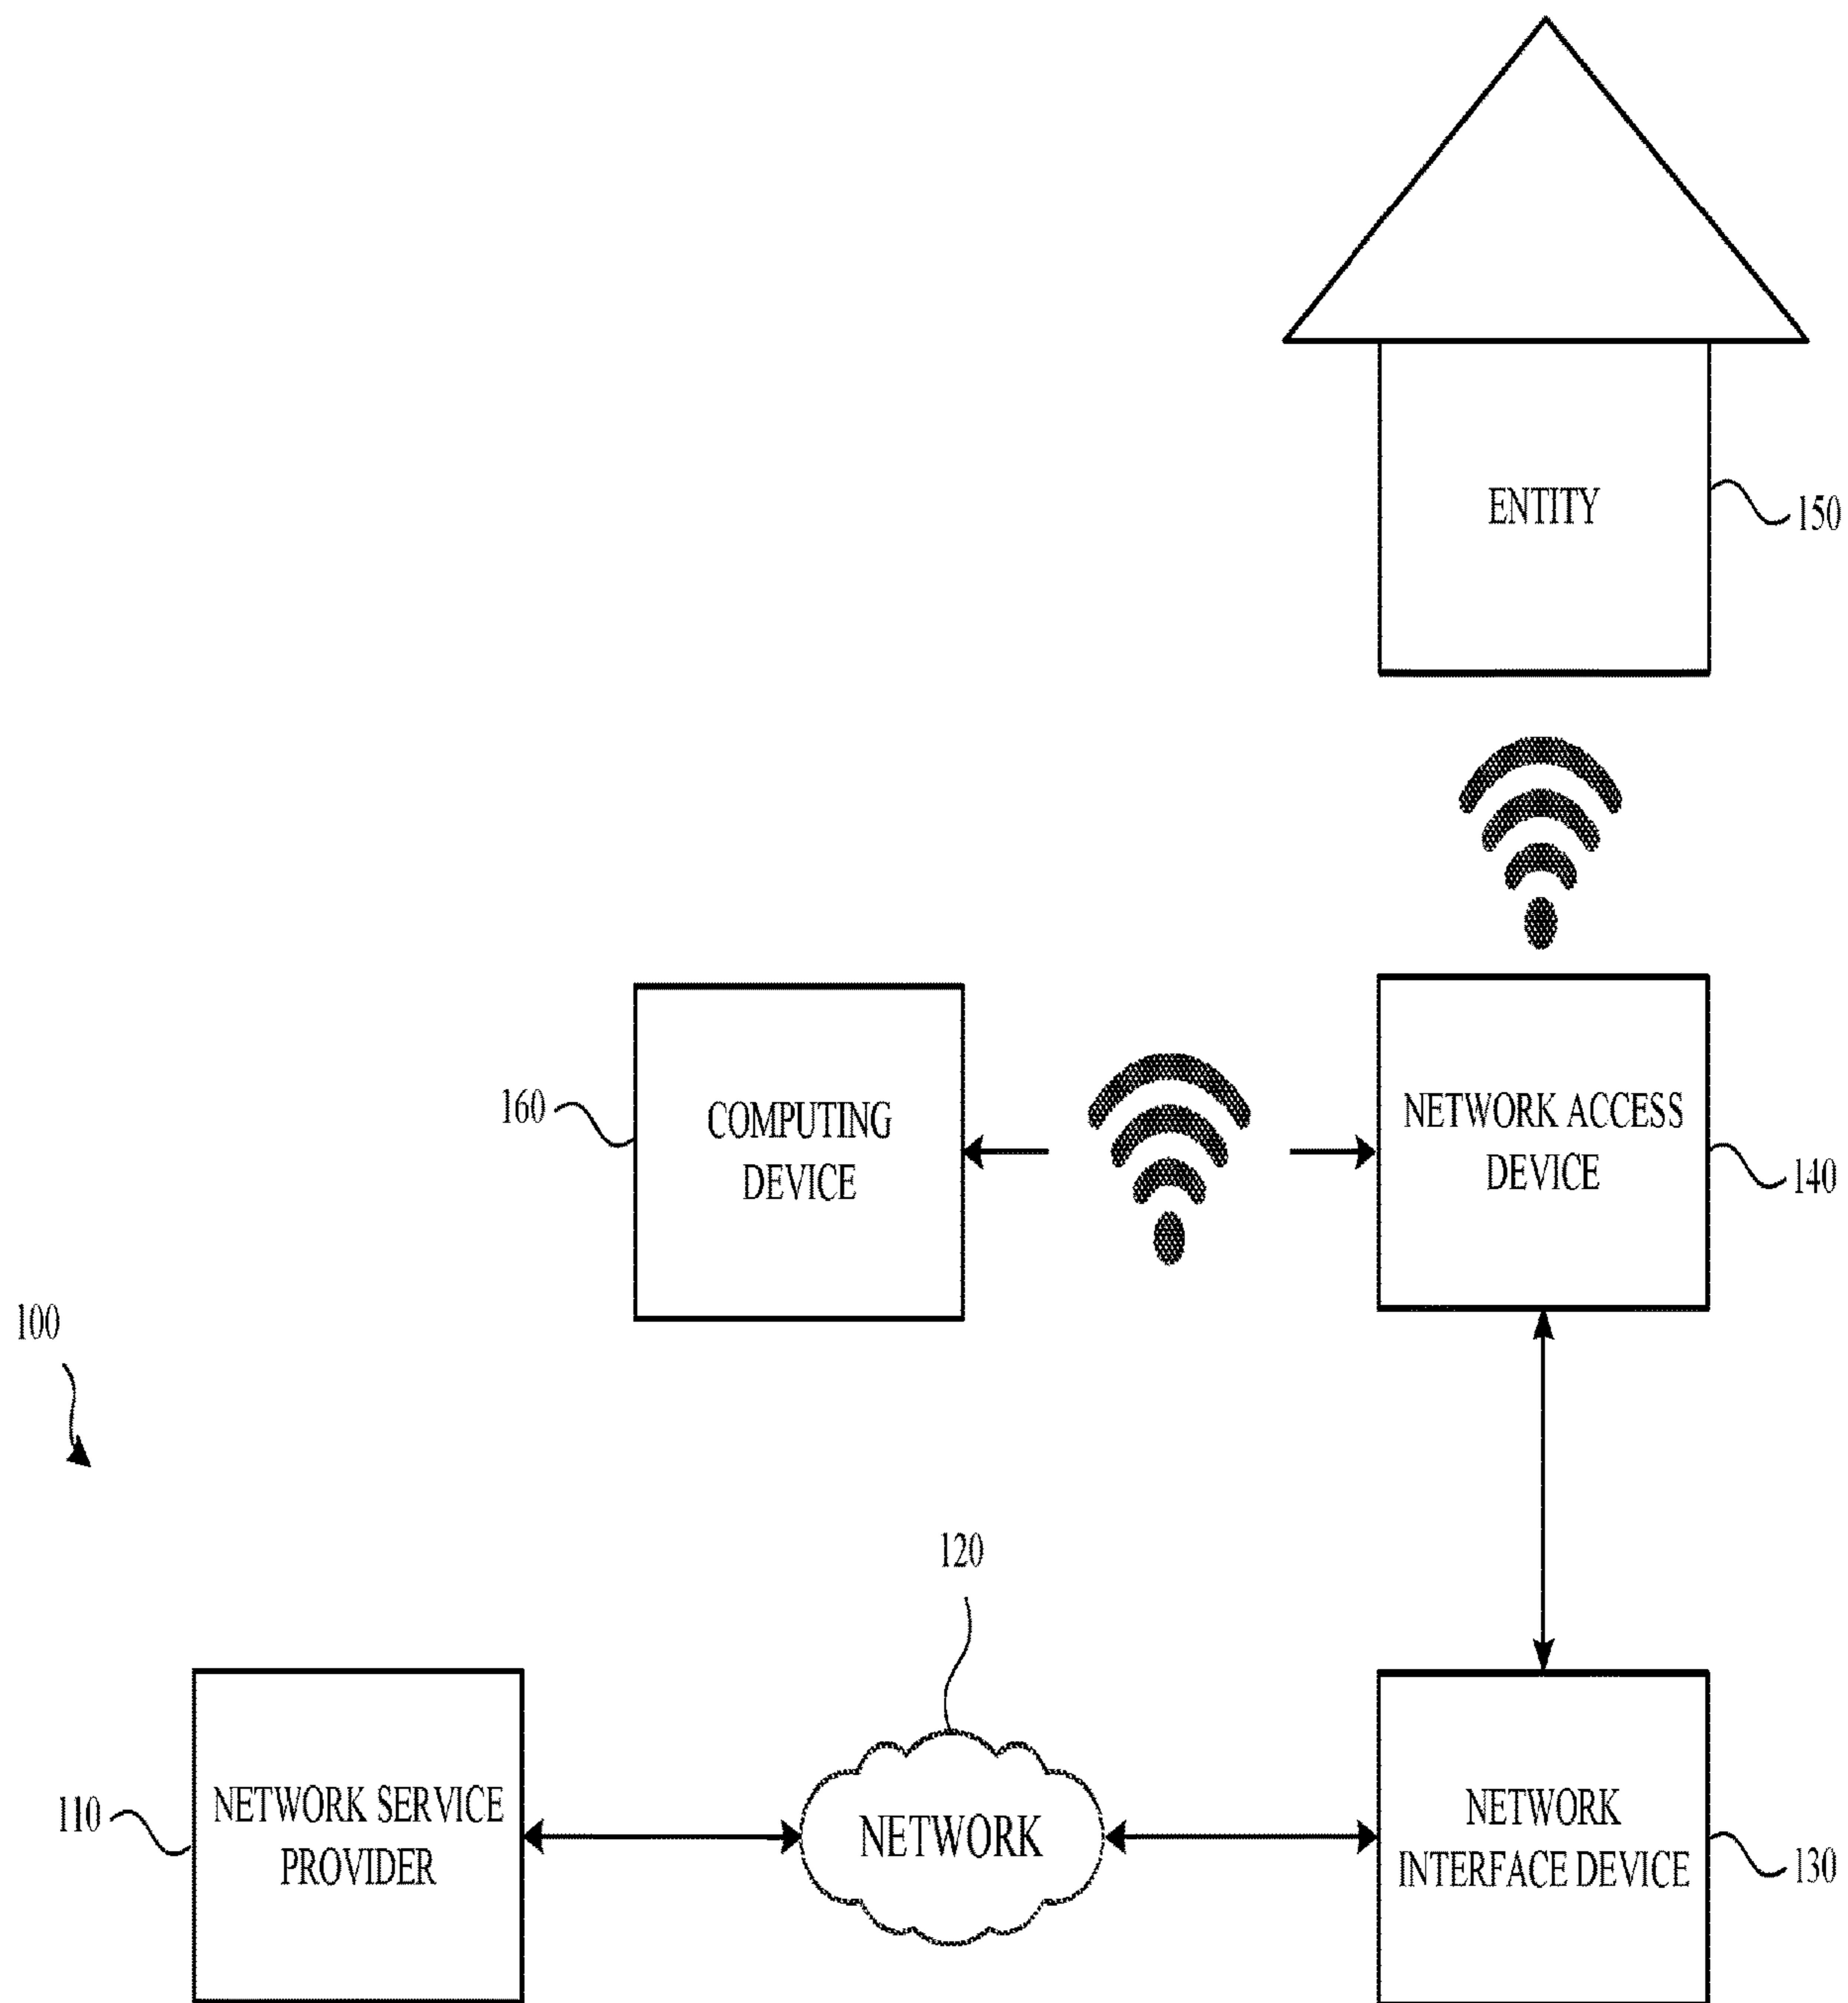 ENTITY
150
160
COMPUTING
DEVICE
NETWORK ACCESS
DEVICE
140
100
120
110
NETWORK SERVICE
PROVIDER
NETWORK
NETWORK
INTERFACE DEVICE
130